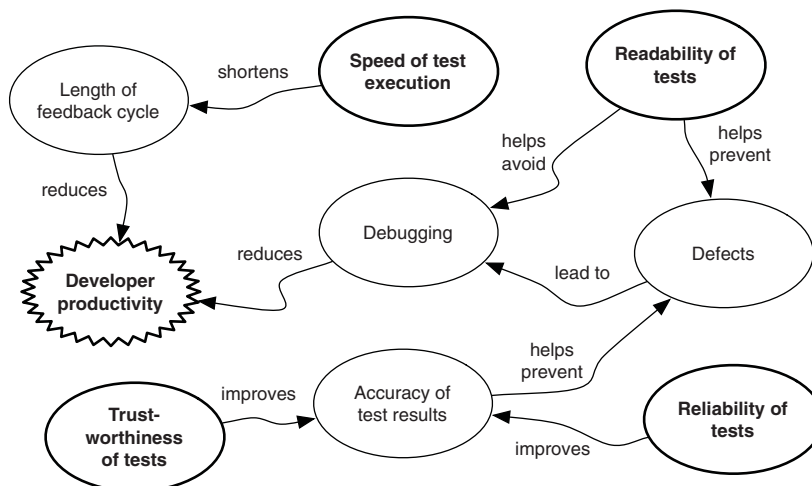 Length of
feedback cycle
shortens
Speed of test
execution
Readability of
tests
helps
avoid
helps
prevent
reduces
Debugging
Defects
reduces
lead to
Developer
productivity
helps
prevent
improves
Accuracy of
test results
Trust-
worthiness
of tests
improves
Reliability of
tests